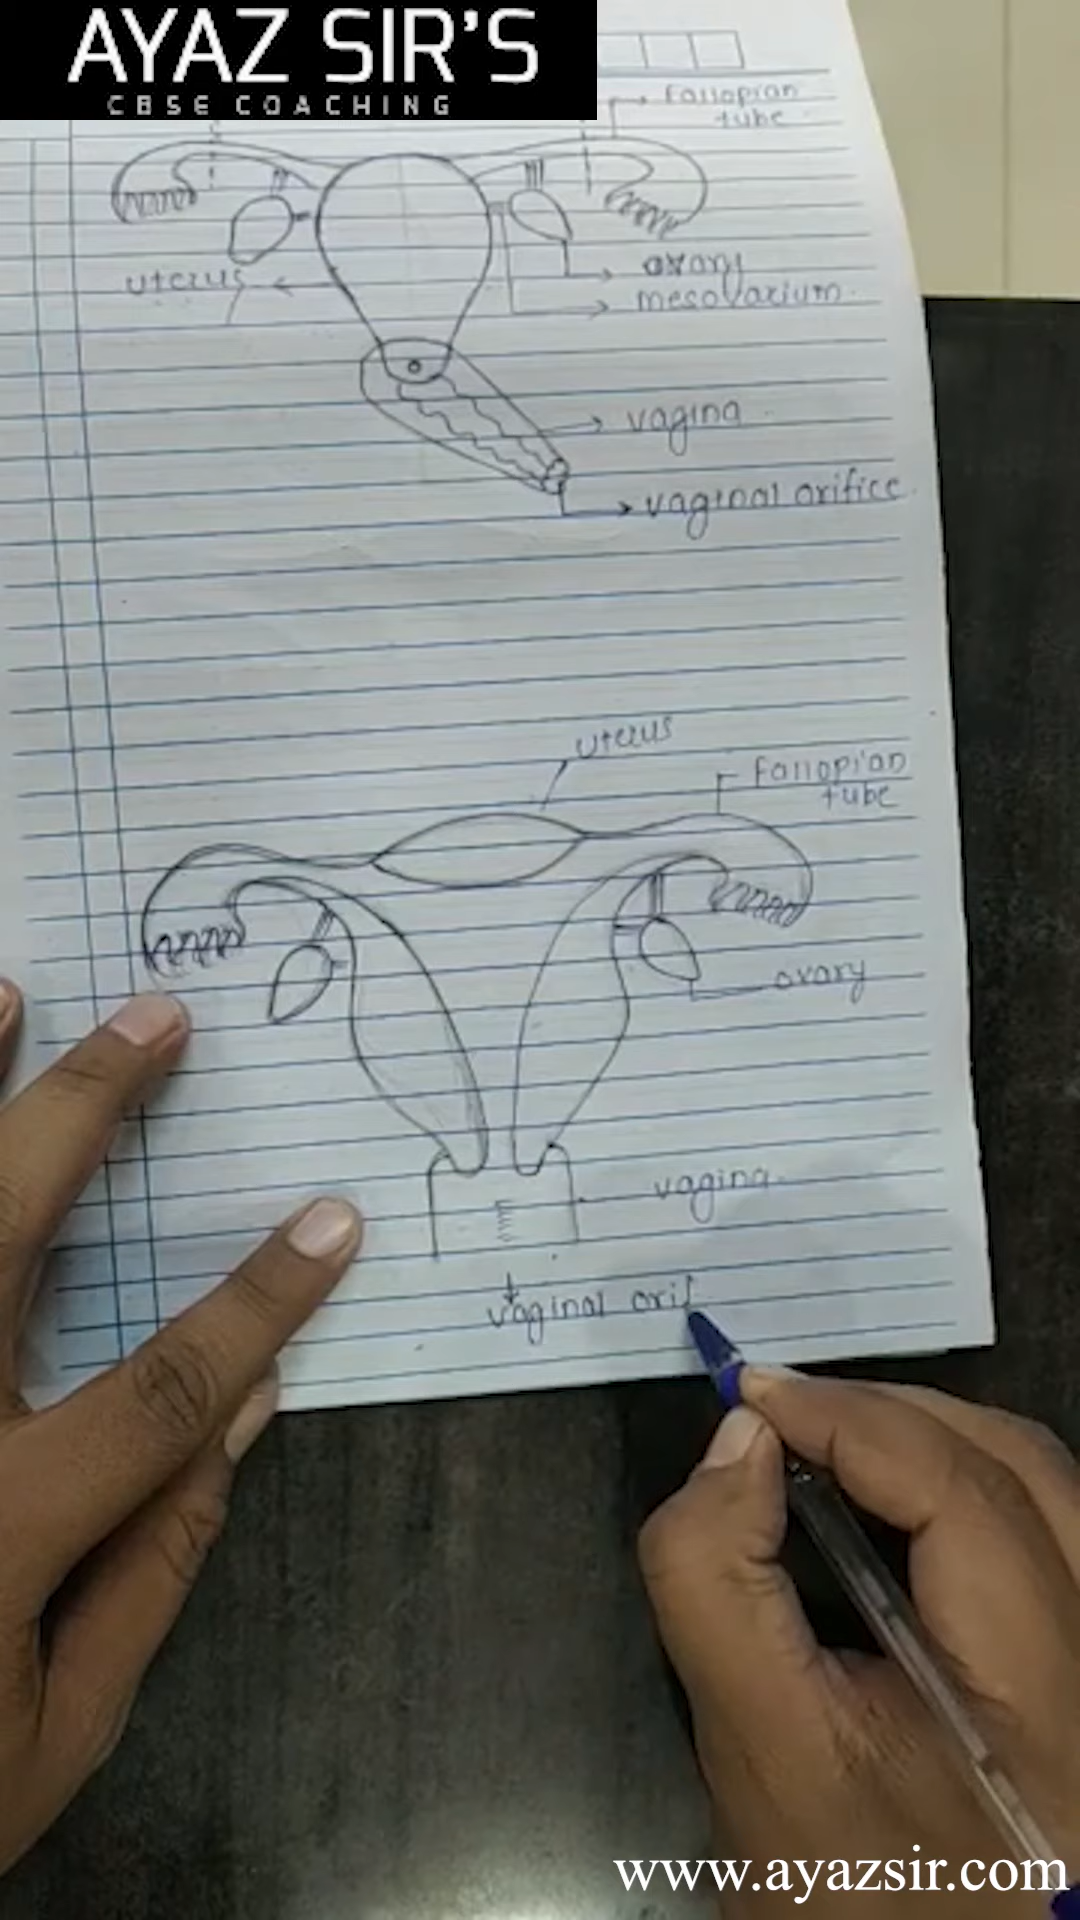 AYAZ SIR'S
CBSE COACHING
Fallopian
tube
uterus
ovary
mesovarium
vagina
vaginal orifice
uterus
Fallopian
tube
ovary
vagina
vaginal orif
www.ayazsir.com